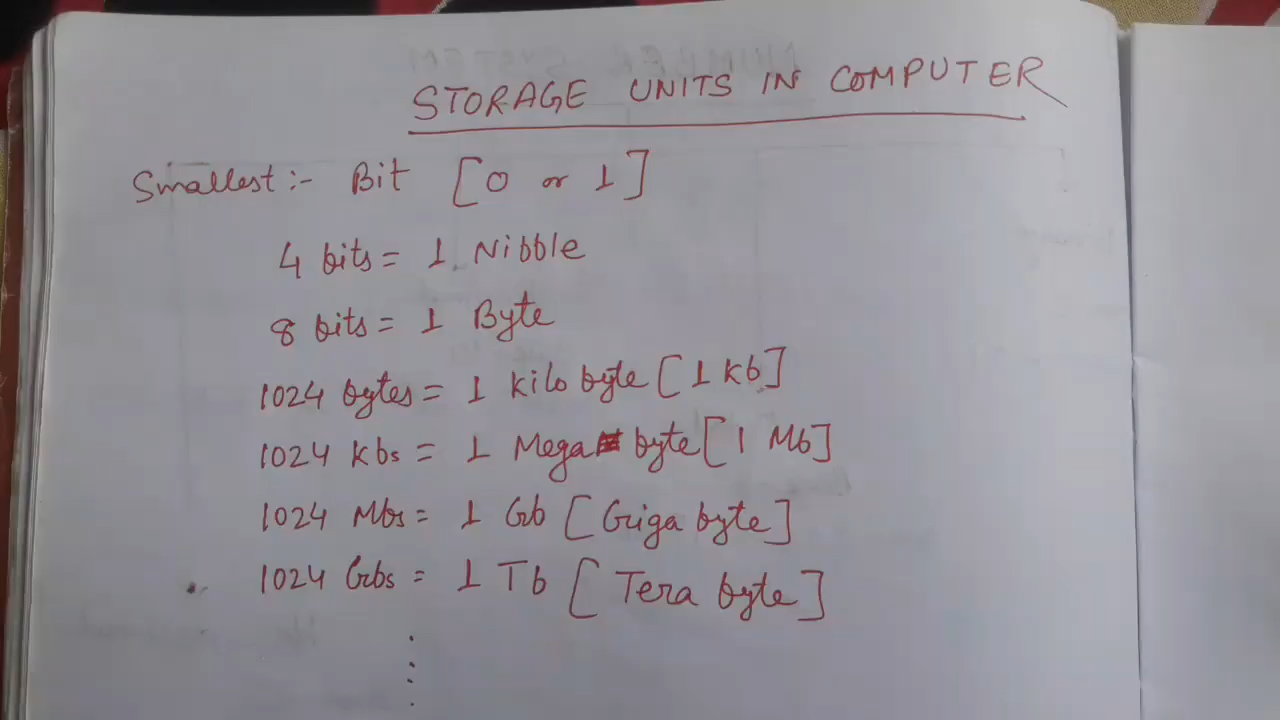 STORAGE UNITS IN COMPUTER
Smallest :- Bit [0 or 1]
4 bits = 1 Nibble
8 bits = 1 Byte
1024 bytes = 1 kilo byte [1 kb]
1024 kbs = 1 Mega byte [1 Mb]
1024 Mbs = 1 Gb [Giga byte]
1024 Gbs = 1 Tb [Tera byte]